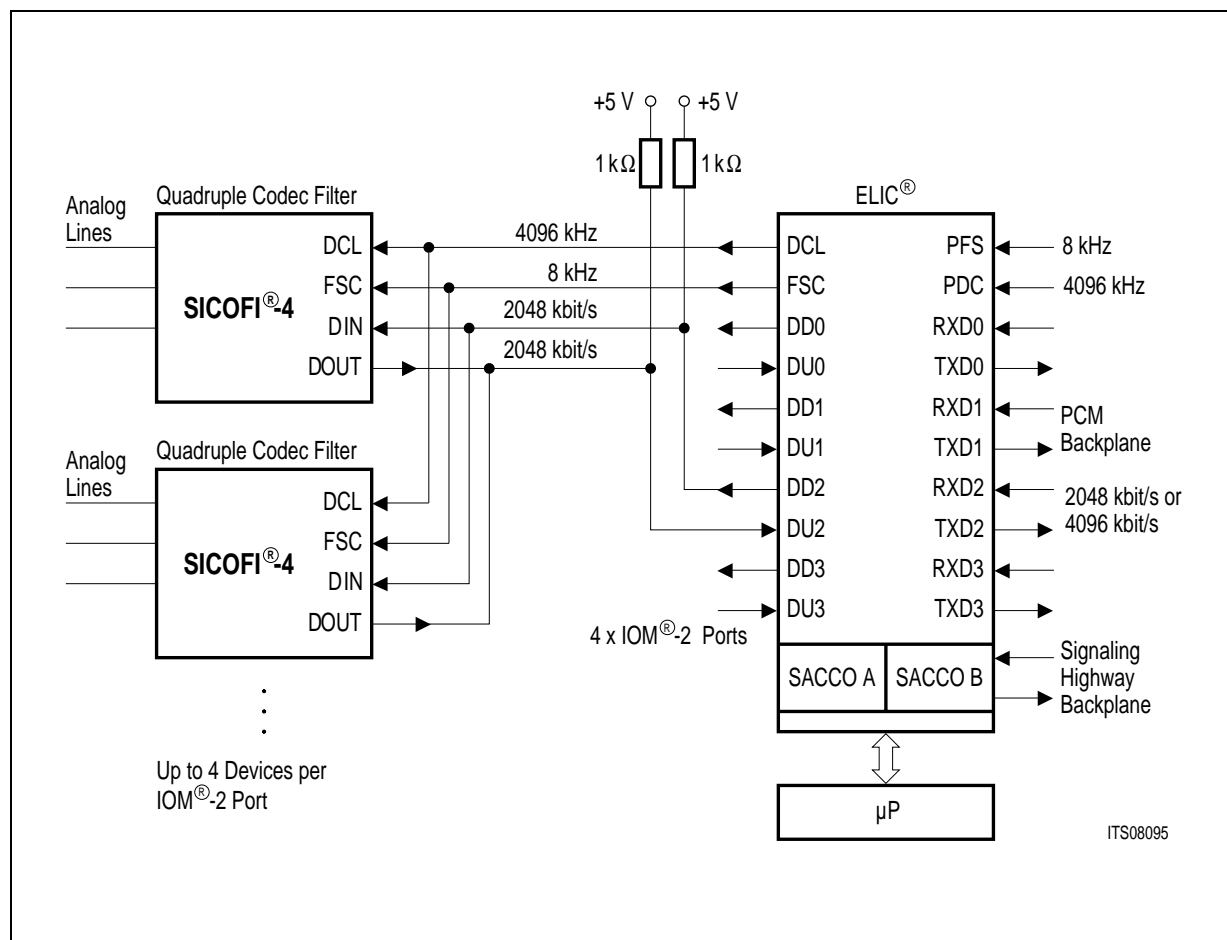 +5 V
+5 V
1 kΩ
1 kΩ
Quadruple Codec Filter
Analog
Lines
SICOFI®-4
DCL
FSC
DIN
DOUT
4096 kHz
8 kHz
2048 kbit/s
2048 kbit/s
Quadruple Codec Filter
Analog
Lines
SICOFI®-4
DCL
FSC
DIN
DOUT
Up to 4 Devices per
IOM®-2 Port
ELIC®
DCL
FSC
DD0
DU0
DD1
DU1
DD2
DU2
DD3
DU3
4 x IOM®-2 Ports
PFS
PDC
RXD0
TXD0
RXD1
TXD1
RXD2
TXD2
RXD3
TXD3
8 kHz
4096 kHz
PCM
Backplane
2048 kbit/s or
4096 kbit/s
SACCO A
SACCO B
Signaling
Highway
Backplane
µP
ITS08095